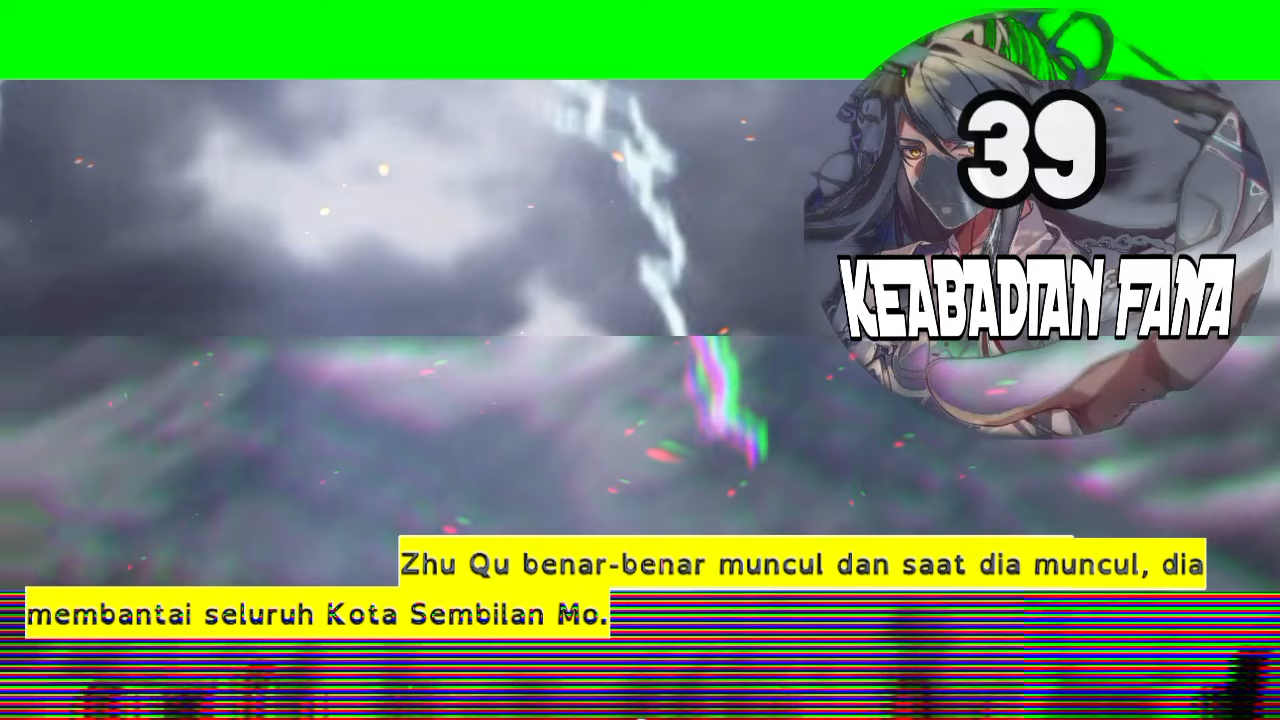 39
KEABADIAN FANA
Zhu Qu benar-benar muncul dan saat dia muncul, dia
membantai seluruh Kota Sembilan Mo.